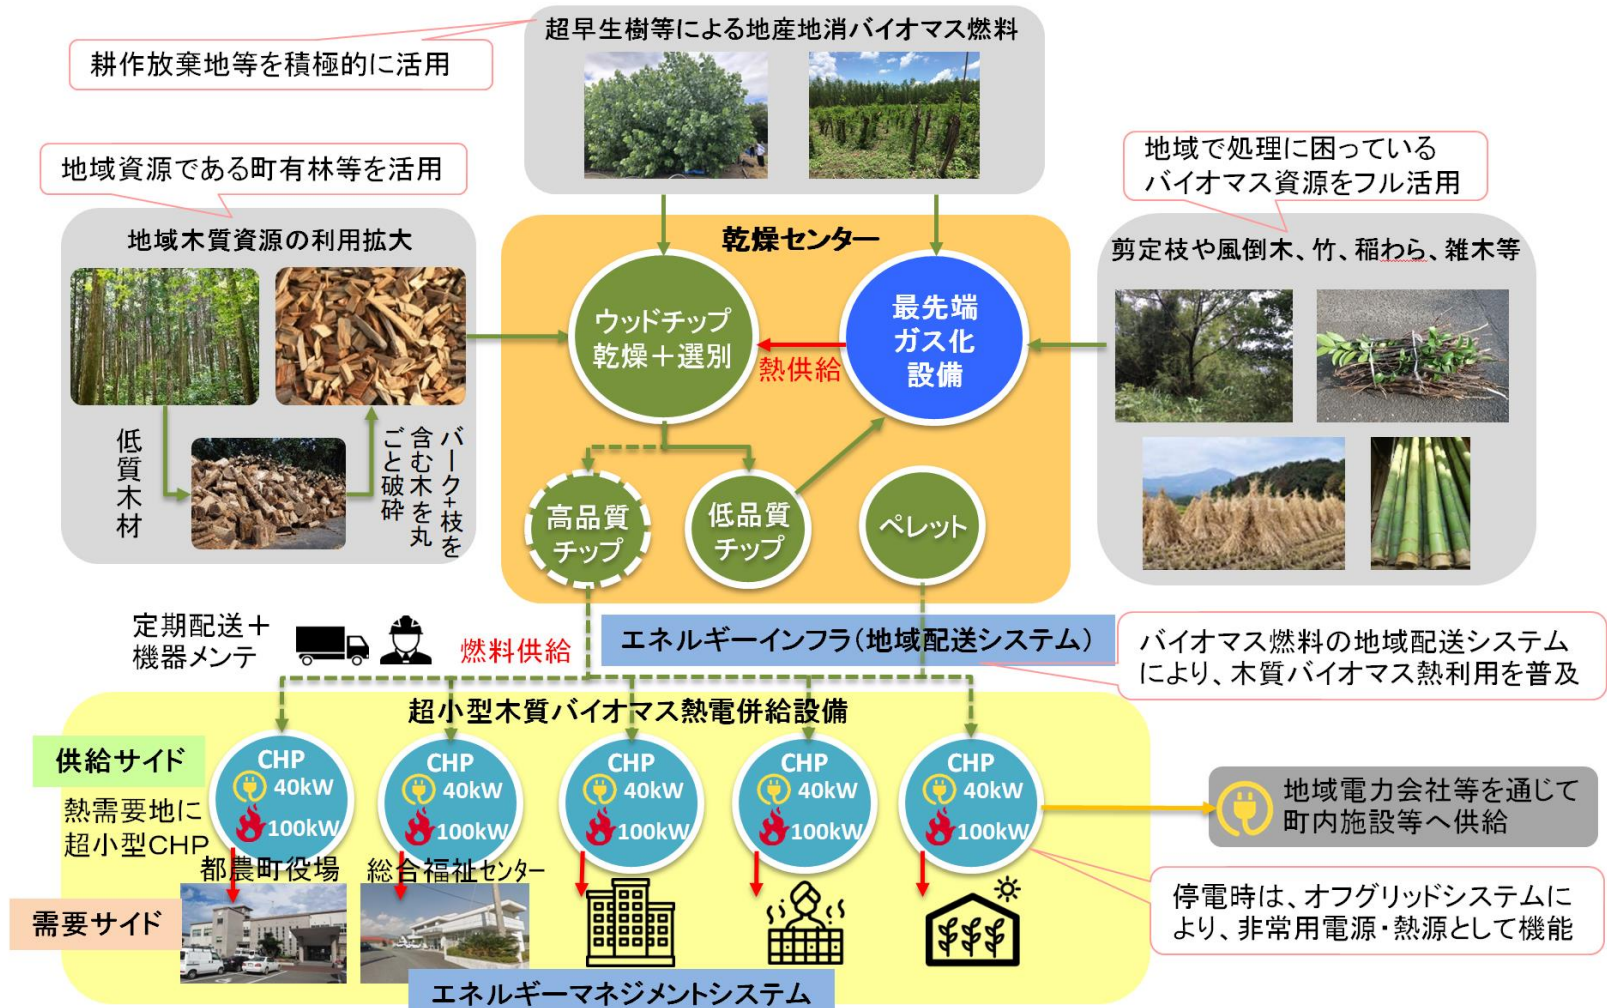 超早生樹等による地産地消バイオマス燃料
耕作放棄地等を積極的に活用
地域資源である町有林等を活用
地域で処理に困っている
バイオマス資源をフル活用
地域木質資源の利用拡大
低質木材
バーク+枝を
含む木を丸
ごと破砕
乾燥センター
ウッドチップ
乾燥＋選別
熱供給
最先端
ガス化
設備
高品質
チップ
低品質
チップ
ペレット
剪定枝や風倒木、竹、稲わら、雑木等
定期配送＋
機器メンテ
燃料供給
エネルギーインフラ（地域配送システム）
バイオマス燃料の地域配送システム
により、木質バイオマス熱利用を普及
超小型木質バイオマス熱電併給設備
供給サイド
熱需要地に
超小型CHP
CHP
40kW
100kW
CHP
40kW
100kW
CHP
40kW
100kW
CHP
40kW
100kW
CHP
40kW
100kW
地域電力会社等を通じて
町内施設等へ供給
都農町役場
総合福祉センター
需要サイド
停電時は、オフグリッドシステムに
より、非常用電源・熱源として機能
エネルギーマネジメントシステム